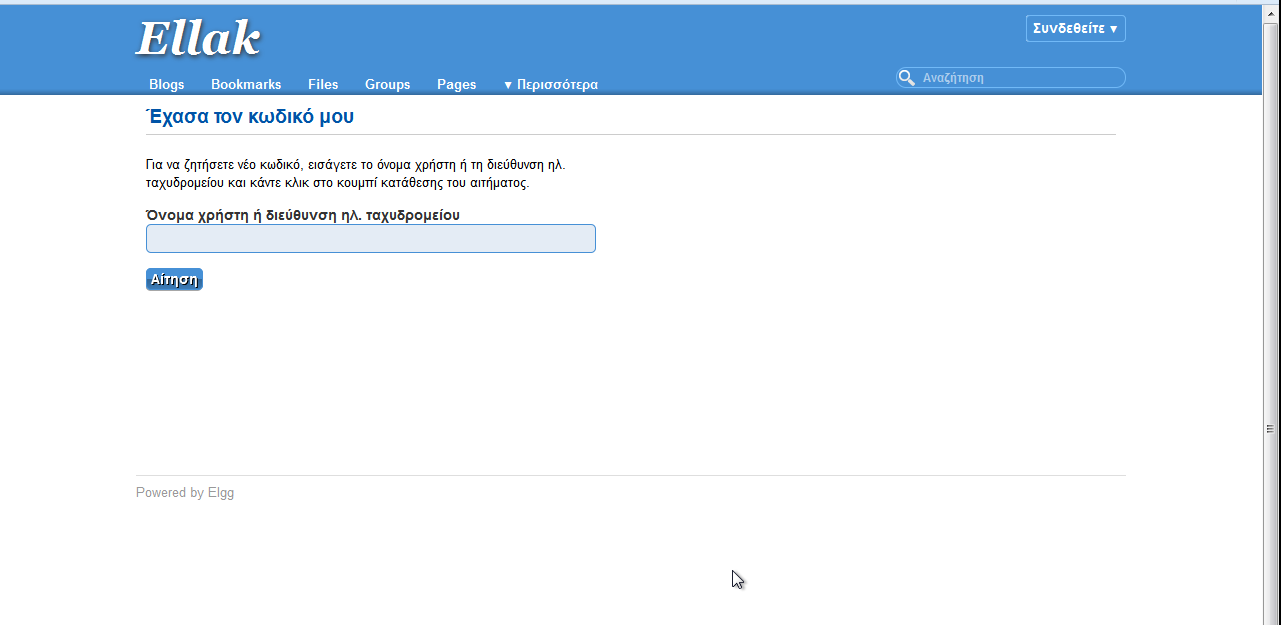 Ellak
Συνδεθείτε ▼
Blogs Bookmarks Files Groups Pages ▼ Περισσότερα
Αναζήτηση
Έχασα τον κωδικό μου
Για να ζητήσετε νέο κωδικό, εισάγετε το όνομα χρήστη ή τη διεύθυνση ηλ.
ταχυδρομείου και κάντε κλικ στο κουμπί κατάθεσης του αιτήματος.
Όνομα χρήστη ή διεύθυνση ηλ. ταχυδρομείου
Αίτηση
Powered by Elgg